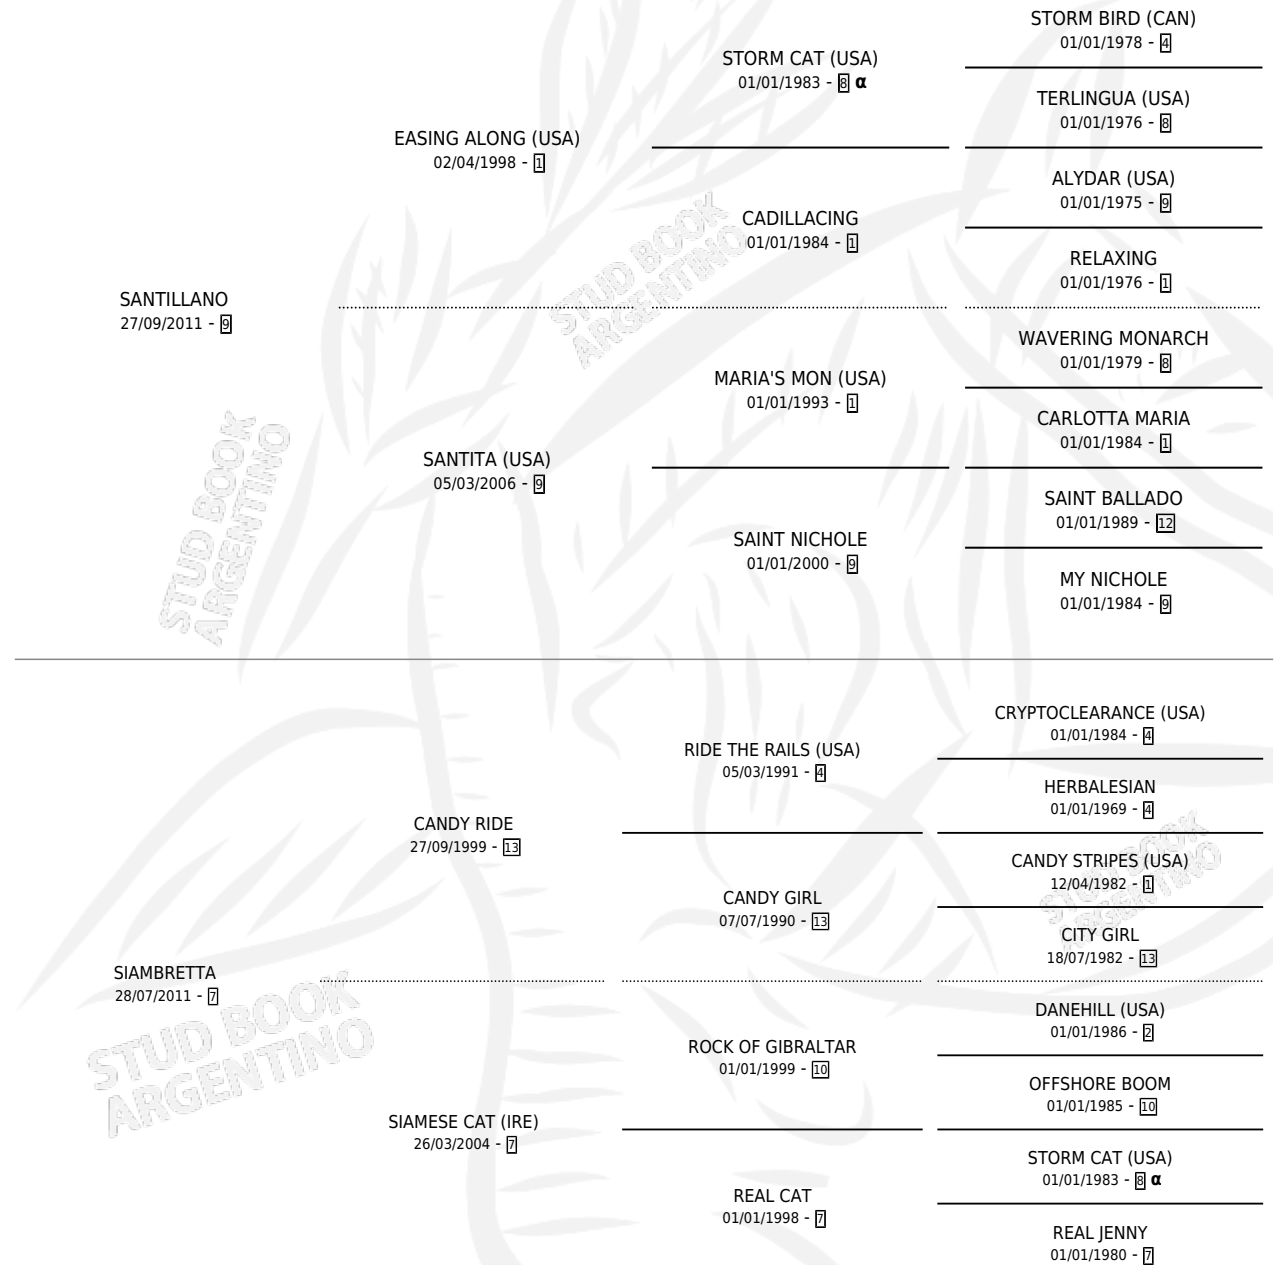 STORM BIRD (CAN)
01/01/1978 - 4
STORM CAT (USA)
01/01/1983 - 8 α
TERLINGUA (USA)
01/01/1976 - 8
EASING ALONG (USA)
02/04/1998 - 1
ALYDAR (USA)
01/01/1975 - 9
CADILLACING
01/01/1984 - 1
RELAXING
01/01/1976 - 1
SANTILLANO
27/09/2011 - 9
STUD BOOK
ARGENTINO
WAVERING MONARCH
01/01/1979 - 8
MARIA'S MON (USA)
01/01/1993 - 1
CARLOTTA MARIA
01/01/1984 - 1
SANTITA (USA)
05/03/2006 - 9
SAINT BALLADO
01/01/1989 - 12
SAINT NICHOLE
01/01/2000 - 9
MY NICHOLE
01/01/1984 - 9
STUD BOOK
ARGENTINO
CRYPTOCLEARANCE (USA)
01/01/1984 - 4
RIDE THE RAILS (USA)
05/03/1991 - 4
HERBALESIAN
01/01/1969 - 4
CANDY RIDE
27/09/1999 - 13
CANDY STRIPES (USA)
12/04/1982 - 1
CANDY GIRL
07/07/1990 - 13
CITY GIRL
18/07/1982 - 13
STUD BOOK
ARGENTINO
SIAMBRETTA
28/07/2011 - 7
DANEHILL (USA)
01/01/1986 - 2
ROCK OF GIBRALTAR
01/01/1999 - 10
OFFSHORE BOOM
01/01/1985 - 10
STUD BOOK
ARGENTINO
SIAMESE CAT (IRE)
26/03/2004 - 7
STORM CAT (USA)
01/01/1983 - 8 α
REAL CAT
01/01/1998 - 7
REAL JENNY
01/01/1980 - 7